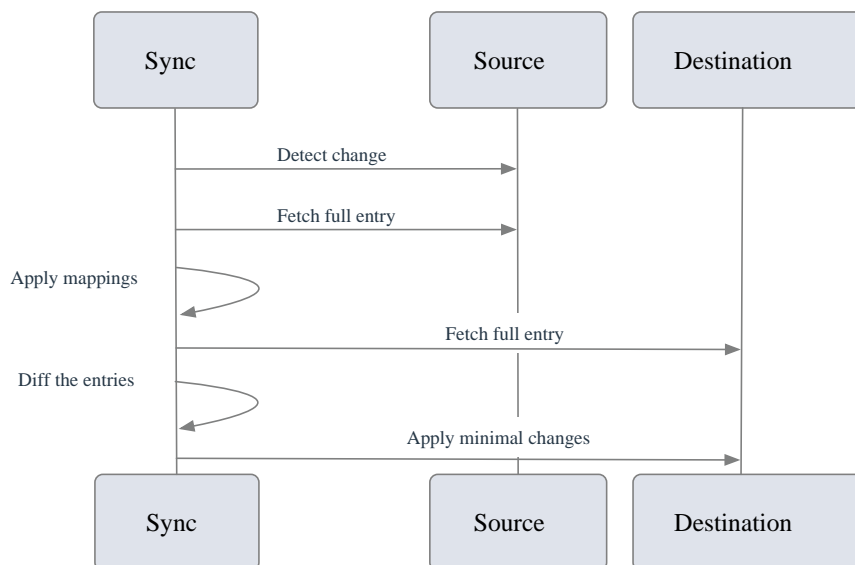 Sync
Source
Destination
Detect change
Fetch full entry
Apply mappings
Fetch full entry
Diff the entries
Apply minimal changes
Sync
Source
Destination